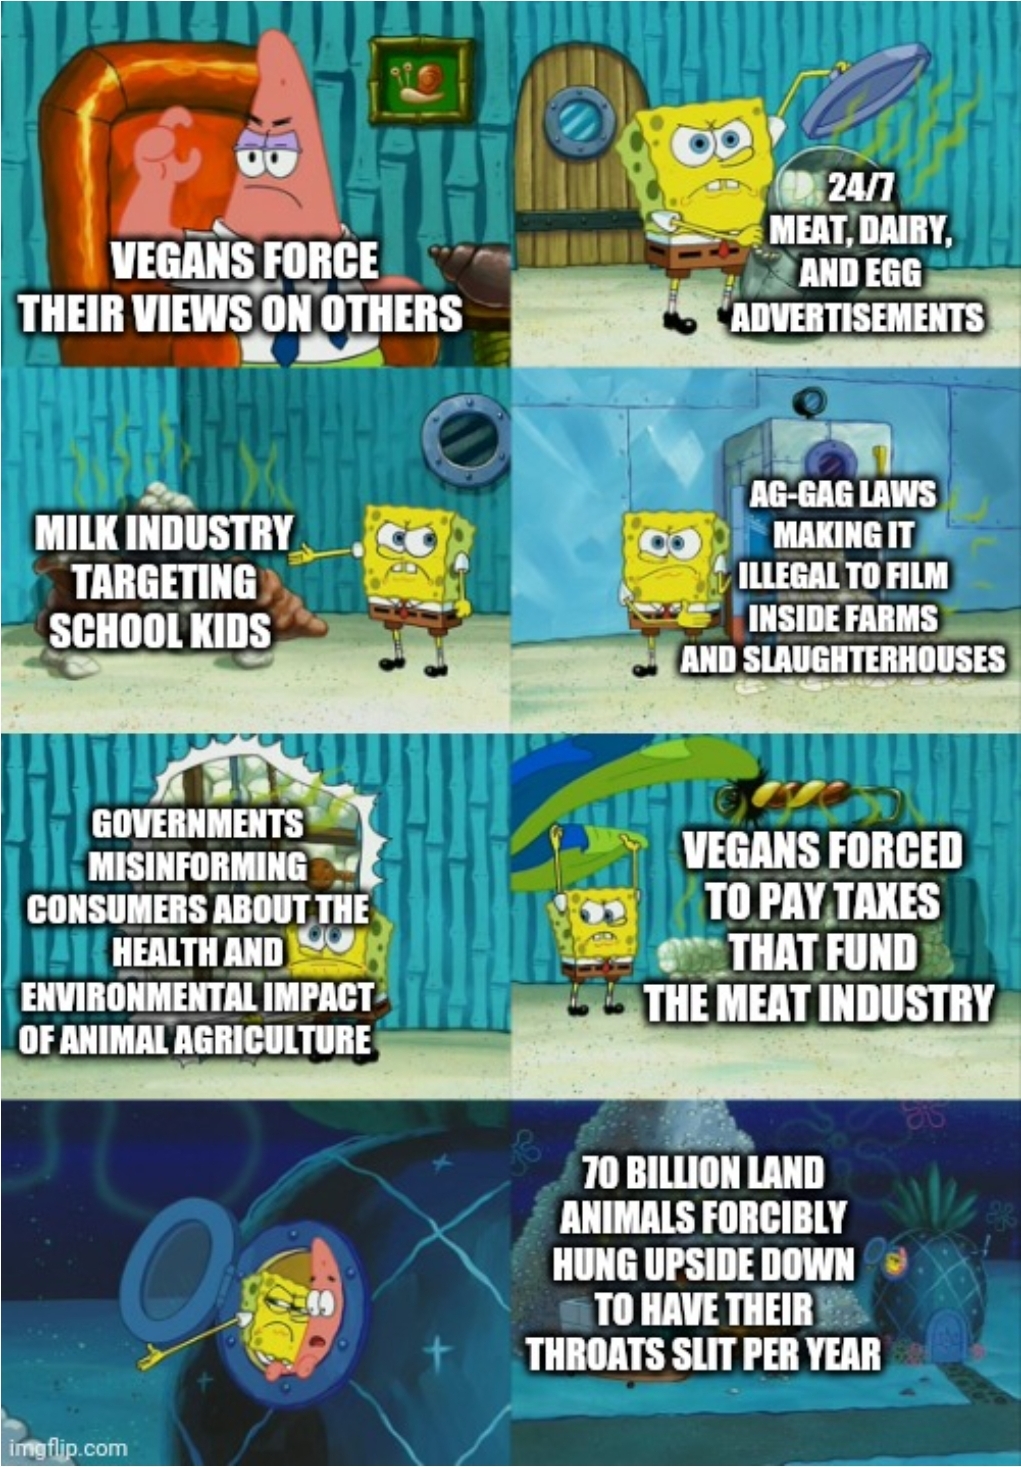 VEGANS FORCE
THEIR VIEWS ON OTHERS
24/7
MEAT, DAIRY,
AND EGG
ADVERTISEMENTS
MILK INDUSTRY
TARGETING
SCHOOL KIDS
AG-GAG LAWS
MAKING IT
ILLEGAL TO FILM
INSIDE FARMS
AND SLAUGHTERHOUSES
GOVERNMENTS
MISINFORMING
CONSUMERS ABOUT THE
HEALTH AND
ENVIRONMENTAL IMPACT
OF ANIMAL AGRICULTURE
VEGANS FORCED
TO PAY TAXES
THAT FUND
THE MEAT INDUSTRY
70 BILLION LAND
ANIMALS FORCIBLY
HUNG UPSIDE DOWN
TO HAVE THEIR
THROATS SLIT PER YEAR
imgflip.com